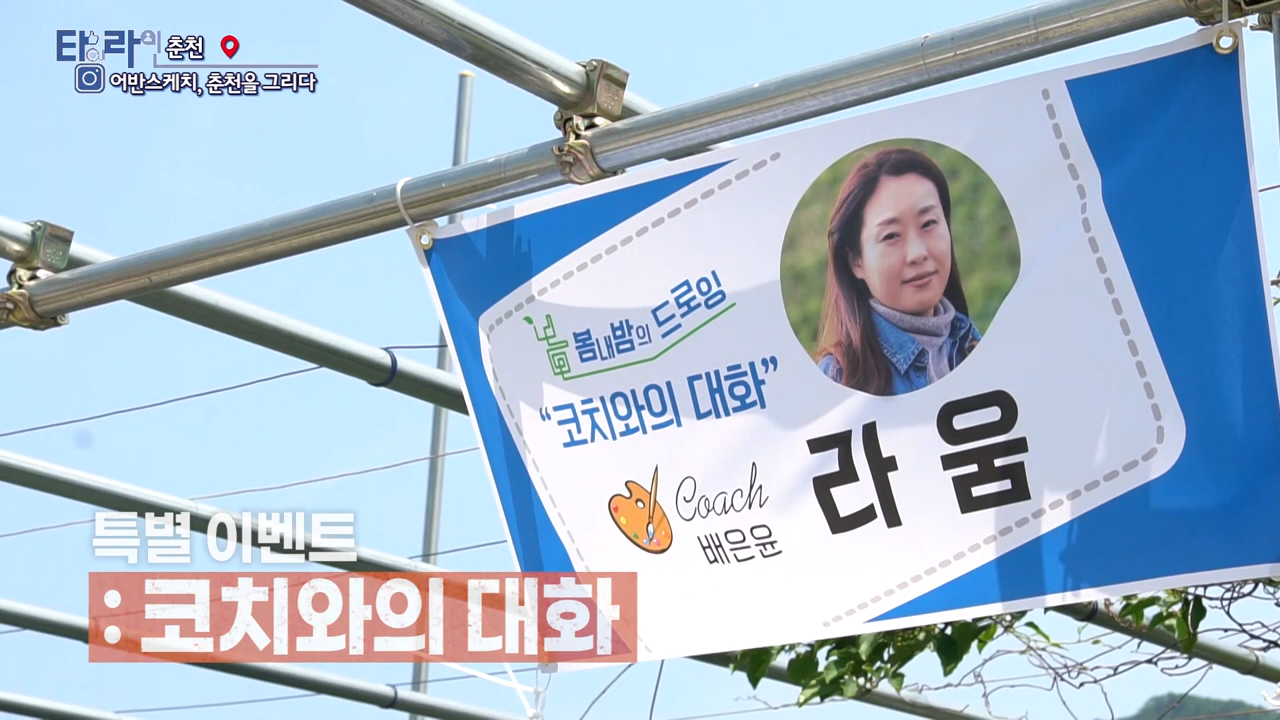 타라의 춘천
어반스케치, 춘천을 그리다
봄내밤의 드로잉
“코치와의 대화”
Coach
배은윤
라움
특별 이벤트
: 코치와의 대화